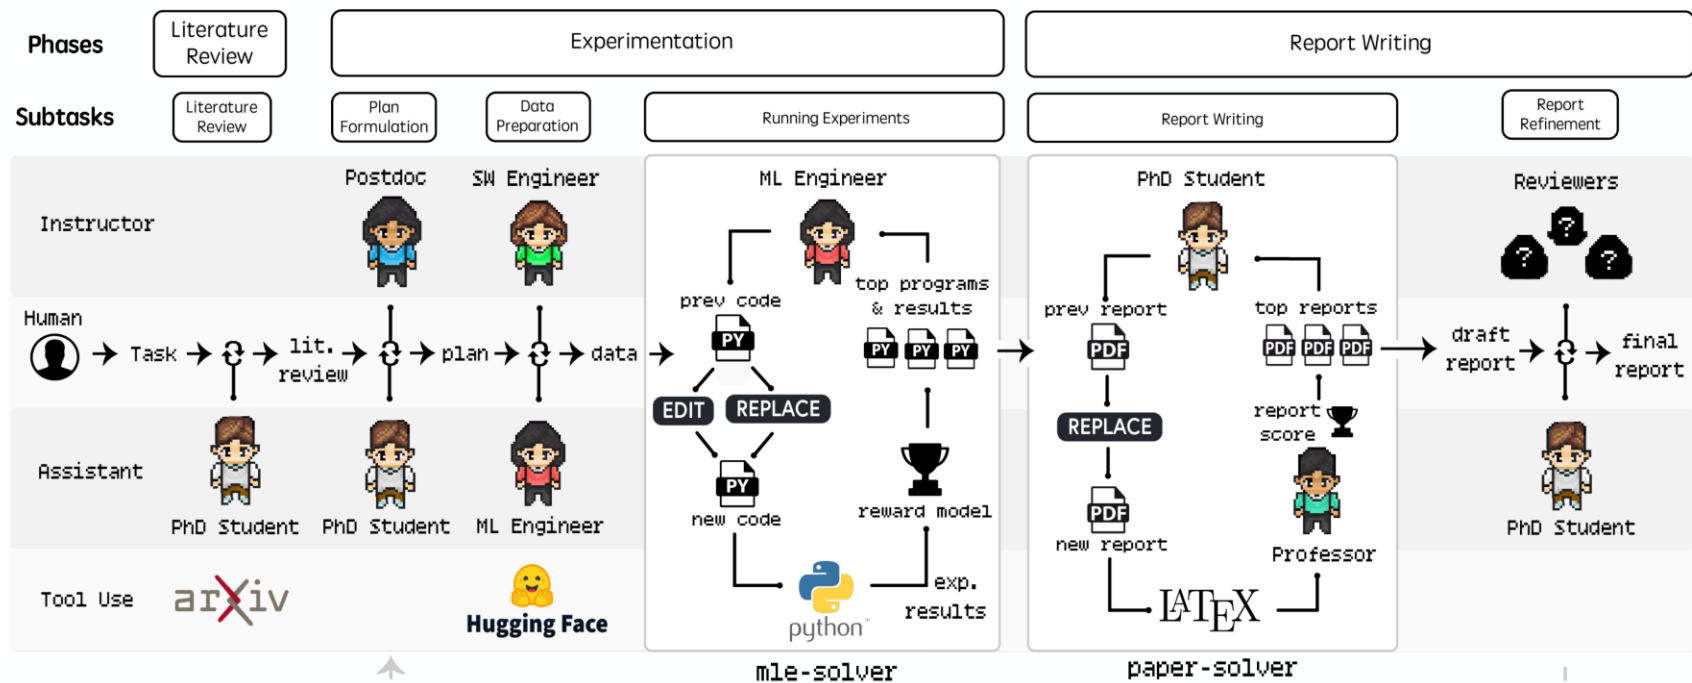 Phases
Literature
Review
Experimentation
Report Writing
Subtasks
Literature
Review
Plan
Formulation
Data
Preparation
Running Experiments
Report Writing
Report
Refinement
Instructor
Postdoc
SW Engineer
ML Engineer
PhD Student
Reviewers
? ? ?
prev code
top programs
& results
prev report
top reports
Human
Task
lit.
review
plan
data
PY
PY PY PY
PDF
PDF PDF PDF
draft
report
final
report
EDIT
REPLACE
REPLACE
report
score
Assistant
PhD Student
PhD Student
ML Engineer
PY
new code
reward model
PDF
new report
Professor
PhD Student
Tool Use
arXiv
Hugging Face
python™
exp.
results
LATEX
mle-solver
paper-solver